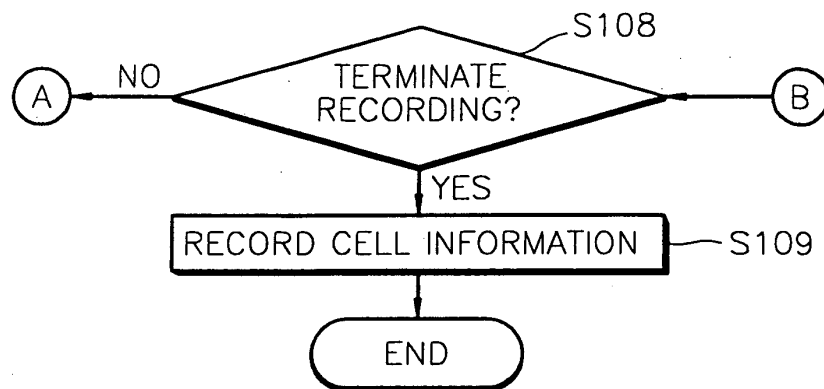 S108
A
NO
TERMINATE
RECORDING?
B
YES
RECORD CELL INFORMATION
S109
END